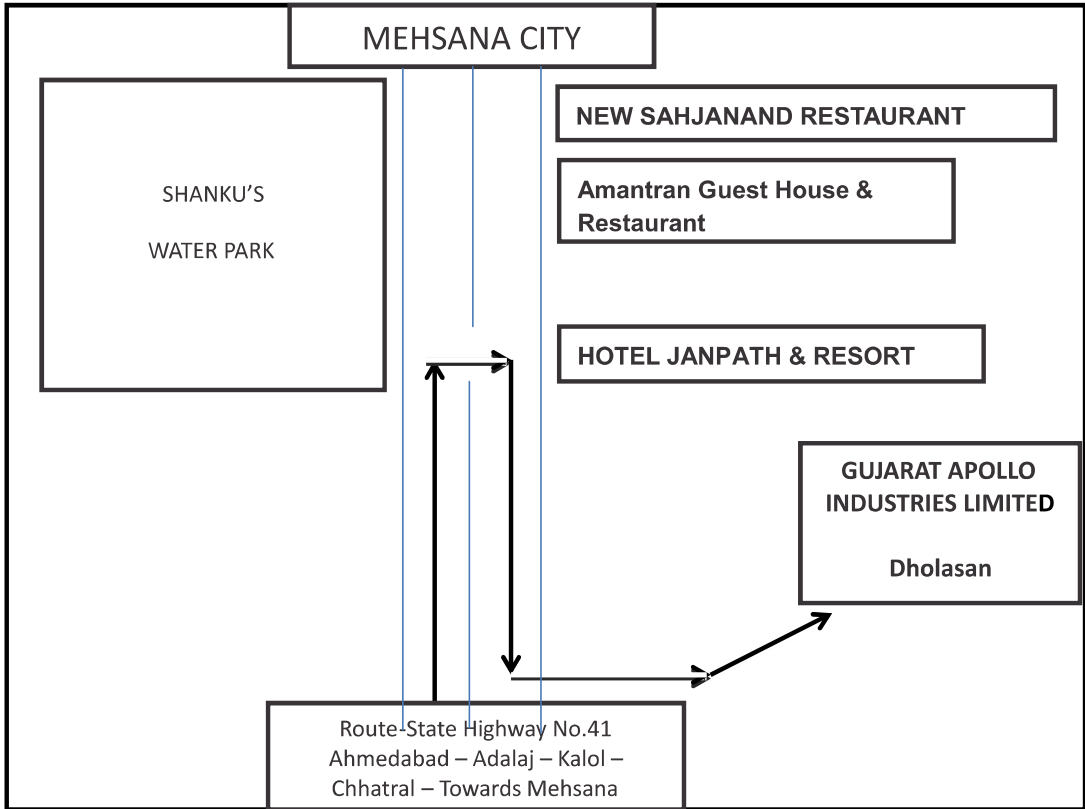 MEHSANA CITY
NEW SAHJANAND RESTAURANT
SHANKU’S
WATER PARK
Amantran Guest House &
Restaurant
HOTEL JANPATH & RESORT
GUJARAT APOLLO
INDUSTRIES LIMITED
Dholasan
Route-State Highway No.41
Ahmedabad – Adalaj – Kalol –
Chhatral – Towards Mehsana